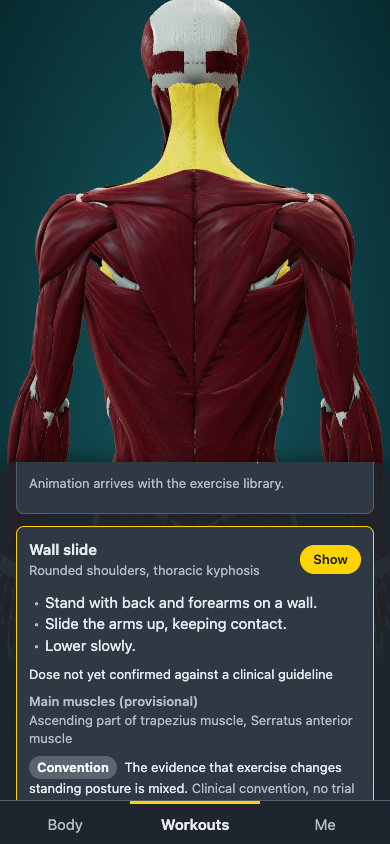 Animation arrives with the exercise library.
Wall slide
Show
Rounded shoulders, thoracic kyphosis
• Stand with back and forearms on a wall.
• Slide the arms up, keeping contact.
• Lower slowly.
Dose not yet confirmed against a clinical guideline
Main muscles (provisional)
Ascending part of trapezius muscle, Serratus anterior
muscle
Convention The evidence that exercise changes
standing posture is mixed. Clinical convention, no trial
Body Workouts Me